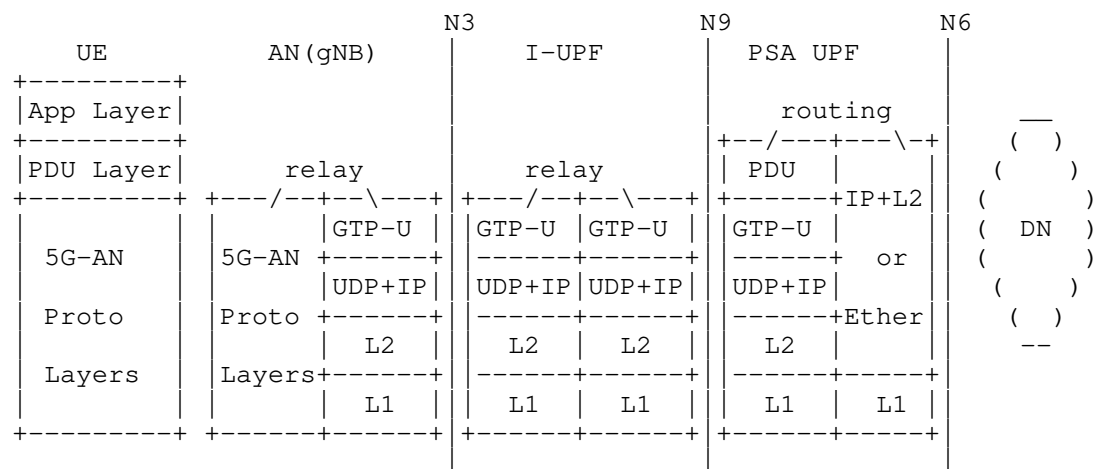 N3 N9 N6
UE AN(gNB) I-UPF PSA UPF
App Layer routing
PDU Layer relay relay PDU
IP+L2
GTP-U GTP-U GTP-U GTP-U DN
5G-AN 5G-AN or
UDP+IP UDP+IP UDP+IP UDP+IP
Proto Proto Ether
L2 L2 L2 L2
Layers Layers
L1 L1 L1 L1 L1